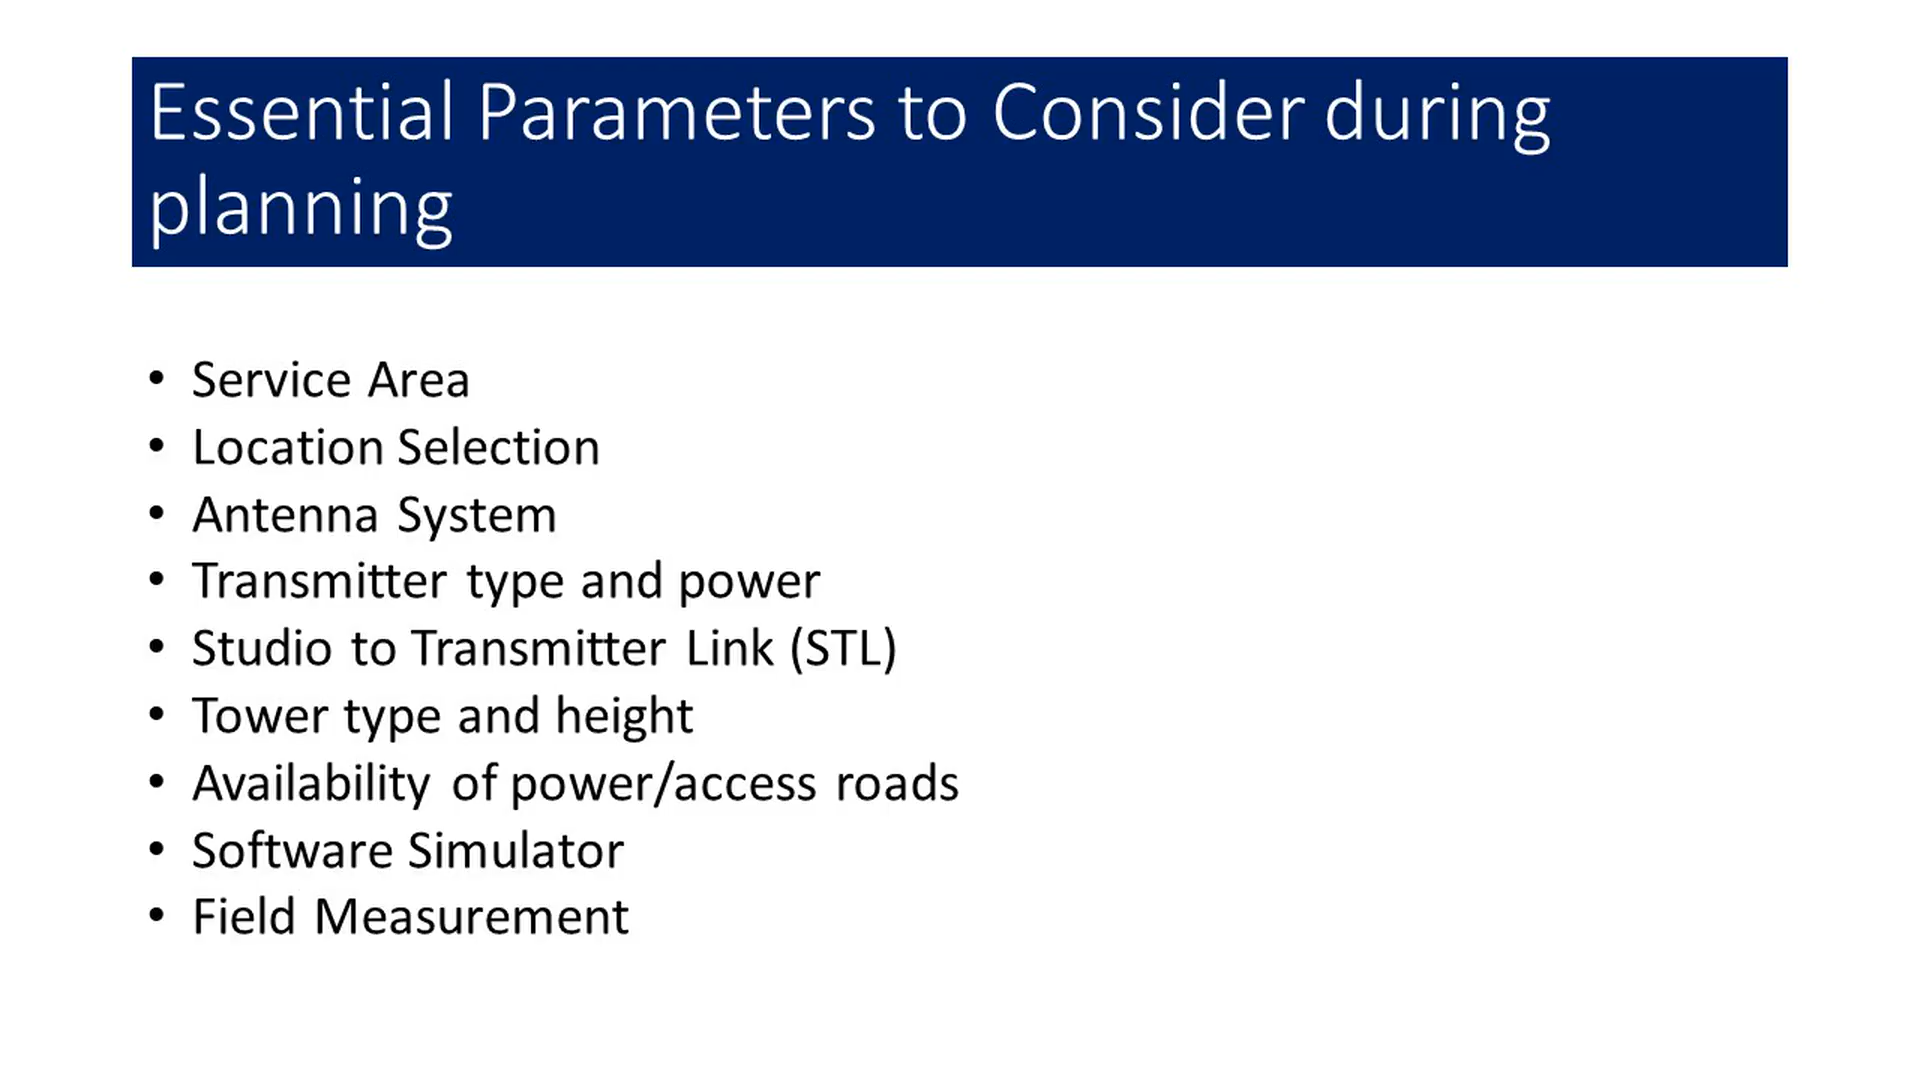 Essential Parameters to Consider during
planning
• Service Area
• Location Selection
• Antenna System
• Transmitter type and power
• Studio to Transmitter Link (STL)
• Tower type and height
• Availability of power/access roads
• Software Simulator
• Field Measurement